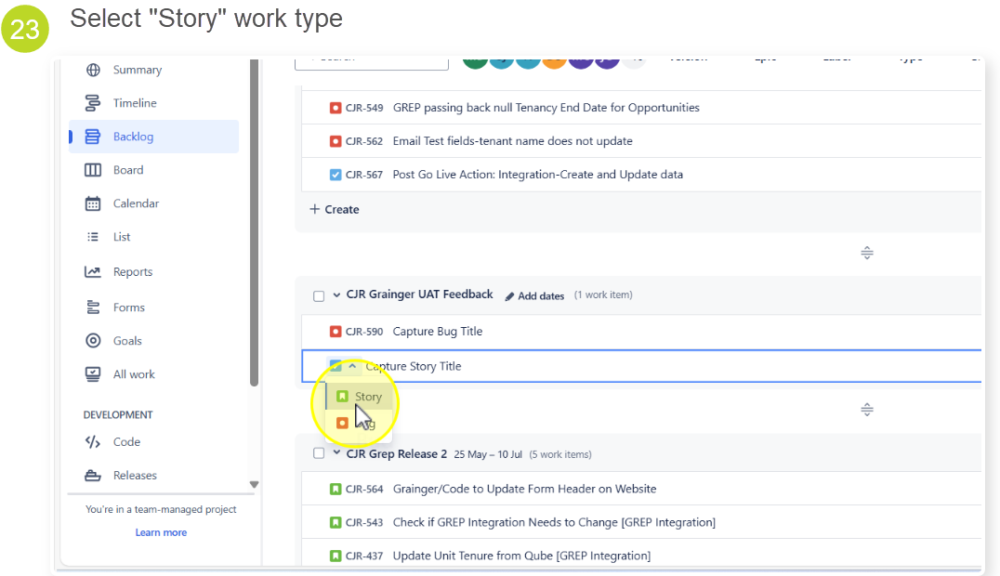 23 Select "Story" work type
Summary
Timeline
Backlog
Board
Calendar
List
Reports
Forms
Goals
All work
DEVELOPMENT
Code
Releases
You're in a team-managed project
Learn more
CJR-549 GREP passing back null Tenancy End Date for Opportunities
CJR-562 Email Test fields-tenant name does not update
CJR-567 Post Go Live Action: Integration-Create and Update data
+ Create
CJR Grainger UAT Feedback Add dates (1 work item)
CJR-590 Capture Bug Title
Capture Story Title
Story
CJR Grep Release 2 25 May – 10 Jul (5 work items)
CJR-564 Grainger/Code to Update Form Header on Website
CJR-543 Check if GREP Integration Needs to Change [GREP Integration]
CJR-437 Update Unit Tenure from Qube [GREP Integration]